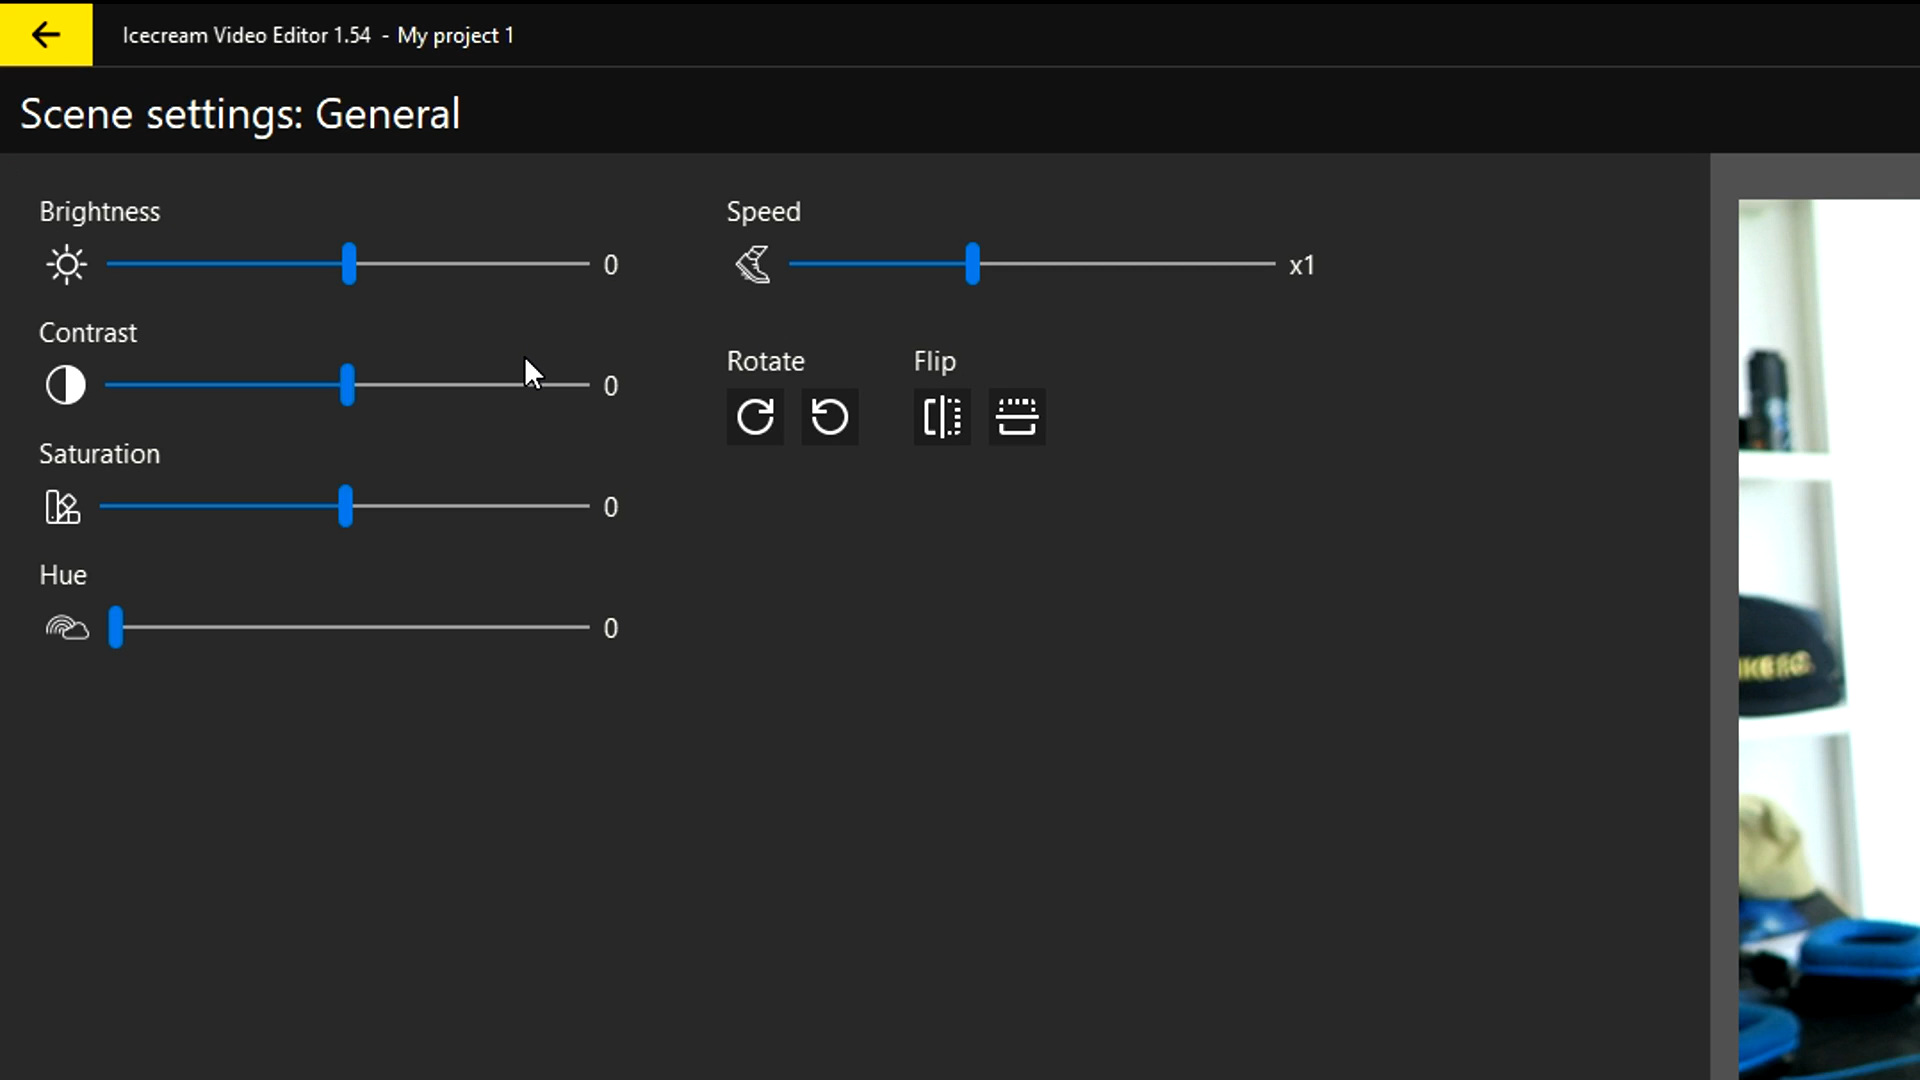 Icecream Video Editor 1.54 - My project 1
Scene settings: General
Brightness
0
Contrast
0
Saturation
0
Hue
0
Speed
x1
Rotate Flip